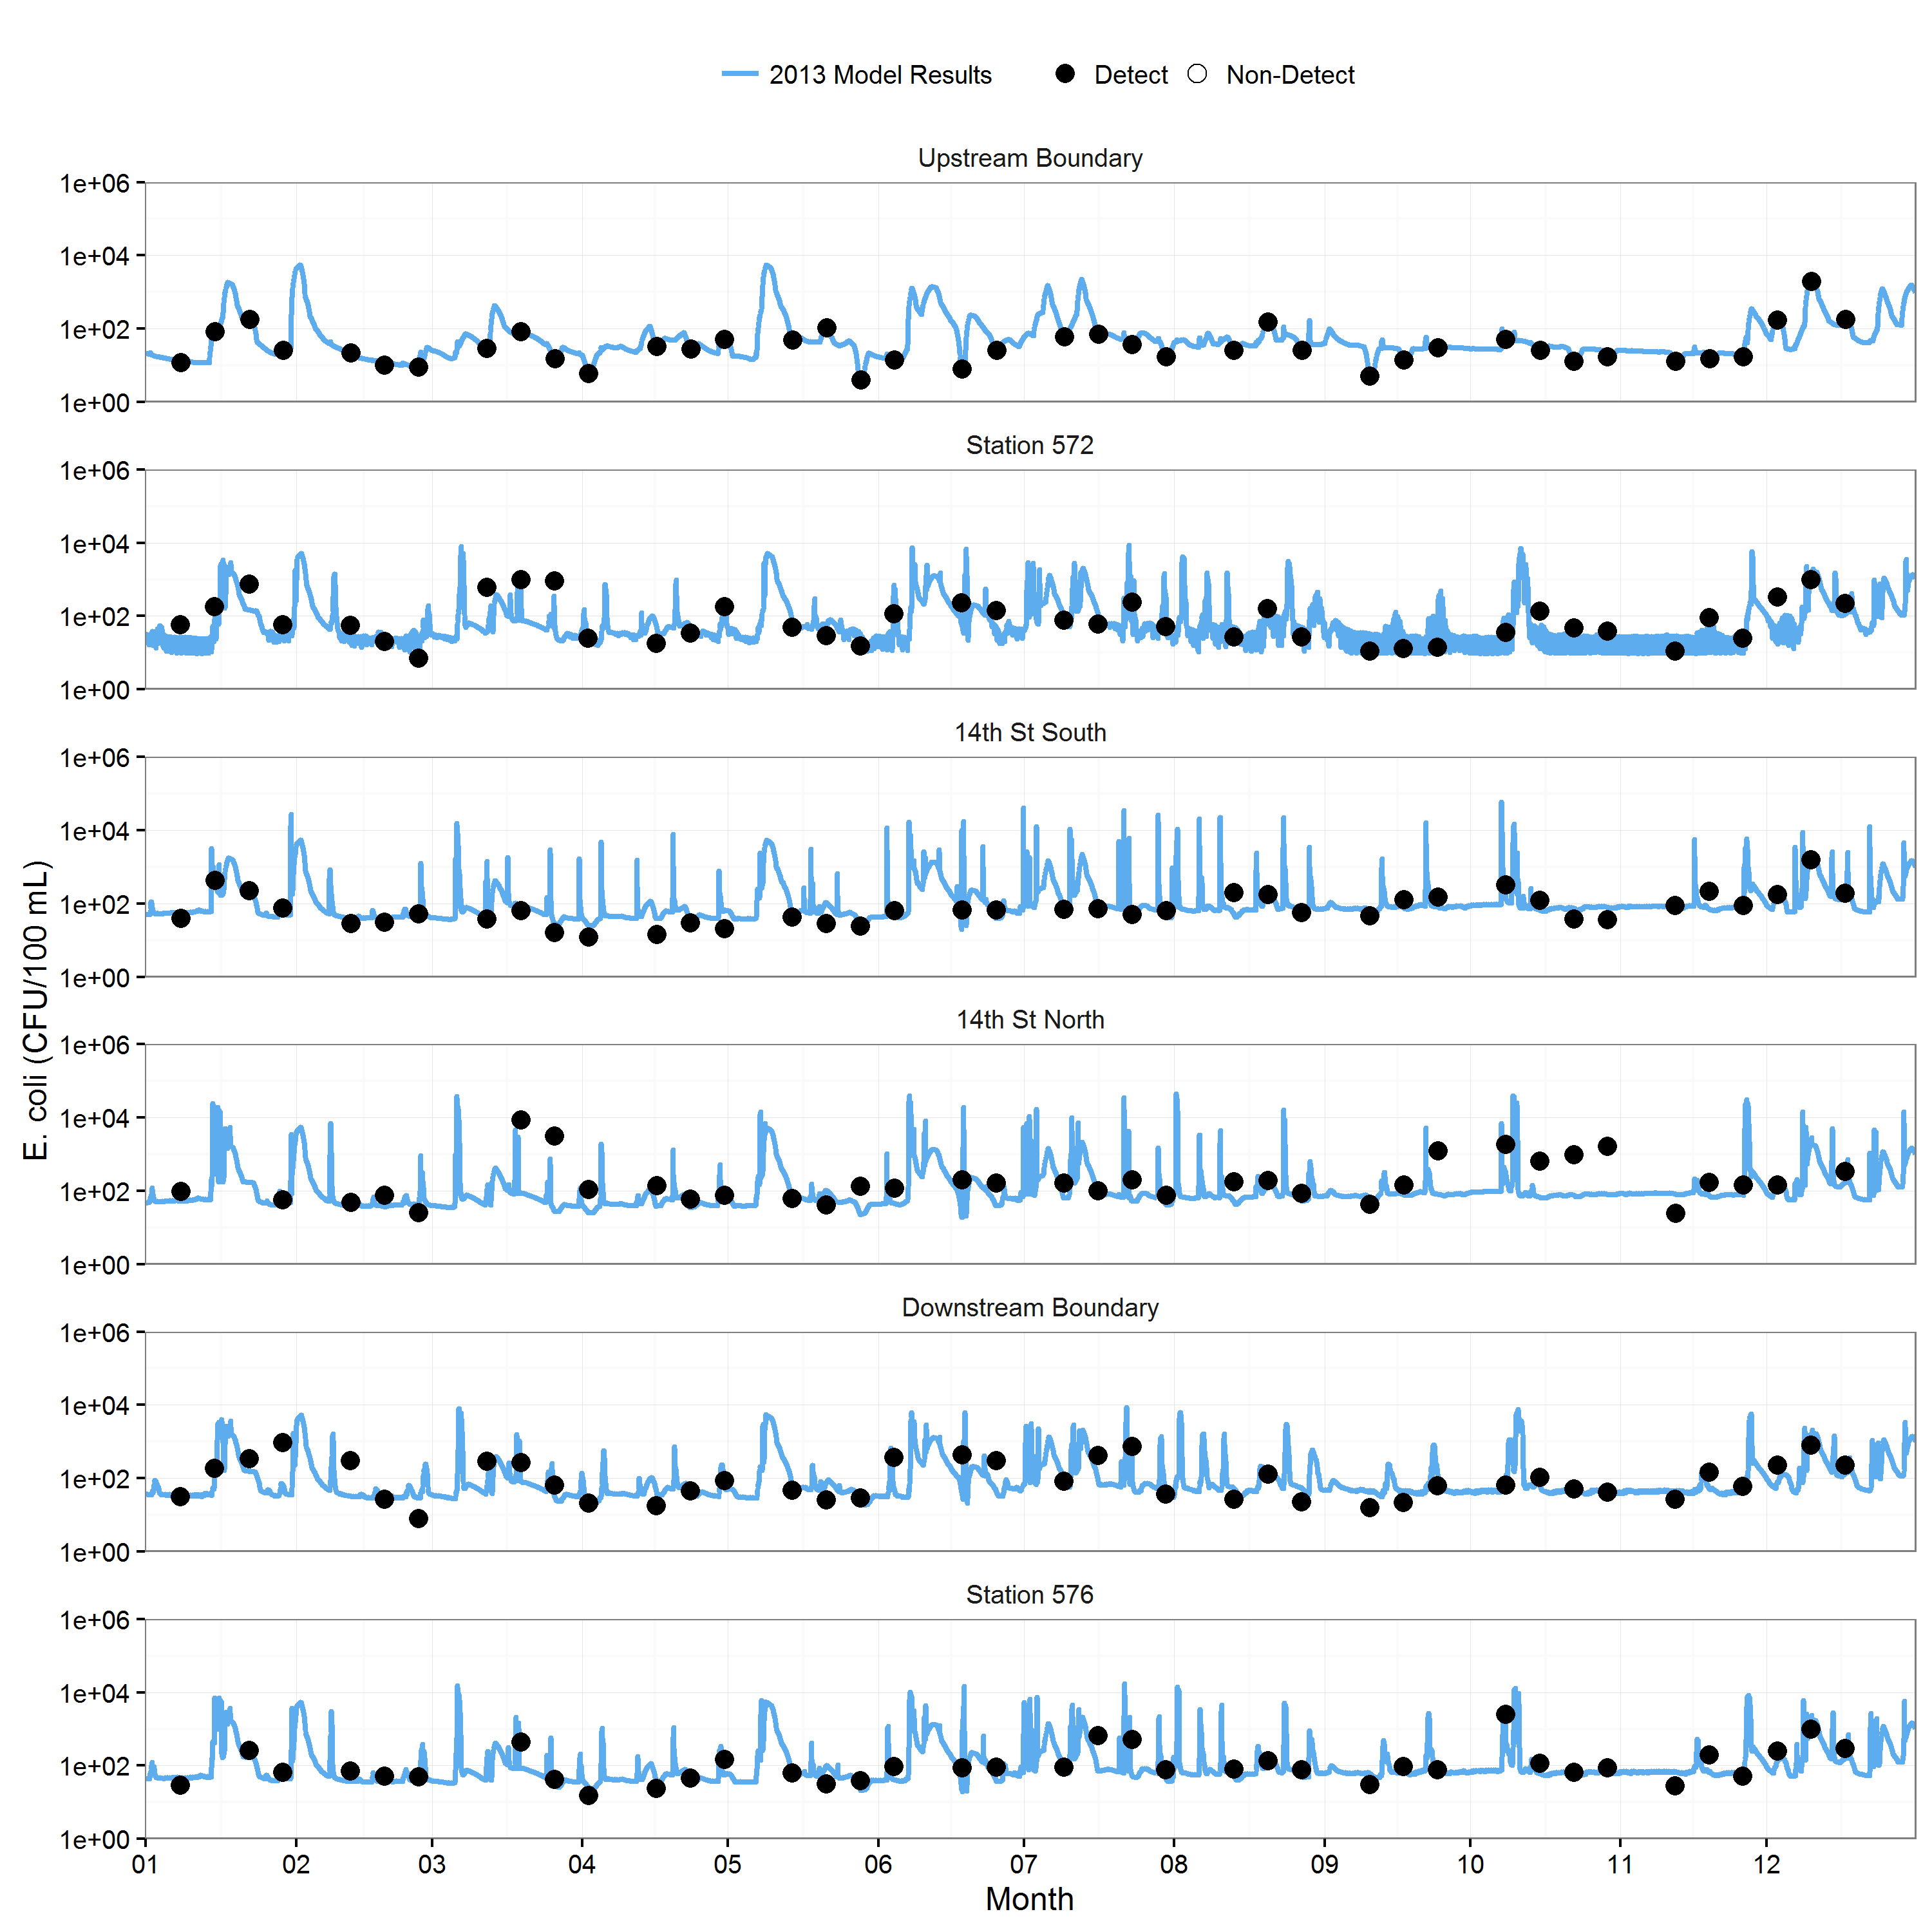 2013 Model Results Detect Non-Detect
Upstream Boundary
1e+06
1e+04
1e+02
1e+00
Station 572
1e+06
1e+04
1e+02
1e+00
14th St South
1e+06
1e+04
1e+02
1e+00
14th St North
1e+06
1e+04
1e+02
1e+00
Downstream Boundary
1e+06
1e+04
1e+02
1e+00
Station 576
1e+06
1e+04
1e+02
1e+00
E. coli (CFU/100 mL)
01 02 03 04 05 06 07 08 09 10 11 12
Month